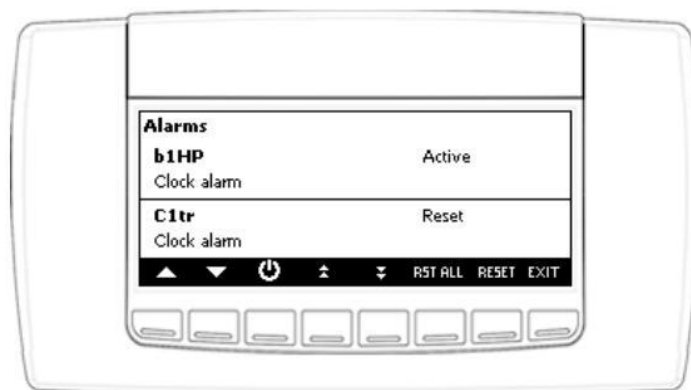 Alarms
b1HP Active
Clock alarm
C1tr Reset
Clock alarm
RST ALL RESET EXIT